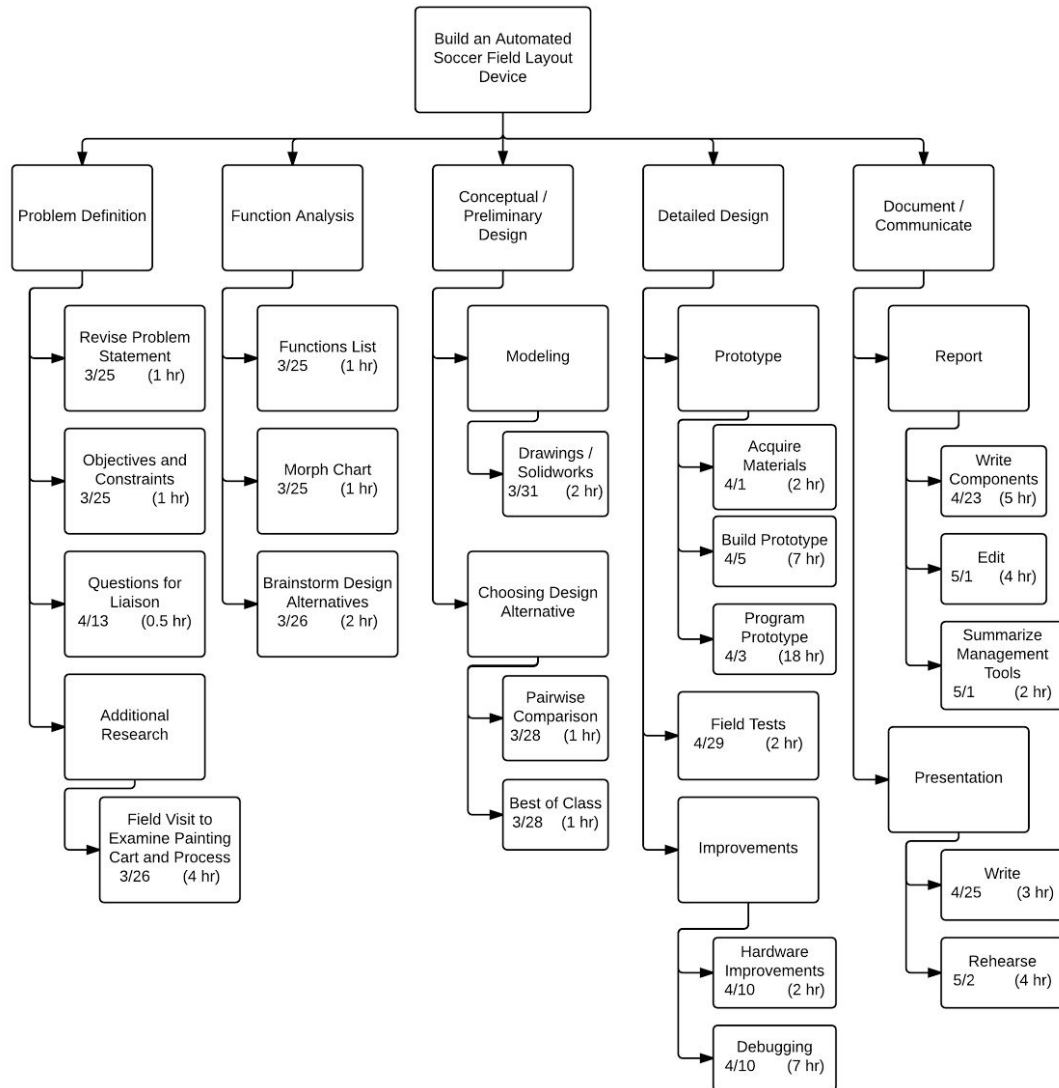 Build an Automated
Soccer Field Layout
Device
Problem Definition
Function Analysis
Conceptual /
Preliminary
Design
Detailed Design
Document /
Communicate
Revise Problem
Statement
3/25 (1 hr)
Objectives and
Constraints
3/25 (1 hr)
Questions for
Liaison
4/13 (0.5 hr)
Additional
Research
Field Visit to
Examine Painting
Cart and Process
3/26 (4 hr)
Functions List
3/25 (1 hr)
Morph Chart
3/25 (1 hr)
Brainstorm Design
Alternatives
3/26 (2 hr)
Modeling
Drawings /
Solidworks
3/31 (2 hr)
Choosing Design
Alternative
Pairwise
Comparison
3/28 (1 hr)
Best of Class
3/28 (1 hr)
Prototype
Acquire
Materials
4/1 (2 hr)
Build Prototype
4/5 (7 hr)
Program
Prototype
4/3 (18 hr)
Field Tests
4/29 (2 hr)
Improvements
Hardware
Improvements
4/10 (2 hr)
Debugging
4/10 (7 hr)
Report
Write
Components
4/23 (5 hr)
Edit
5/1 (4 hr)
Summarize
Management
Tools
5/1 (2 hr)
Presentation
Write
4/25 (3 hr)
Rehearse
5/2 (4 hr)